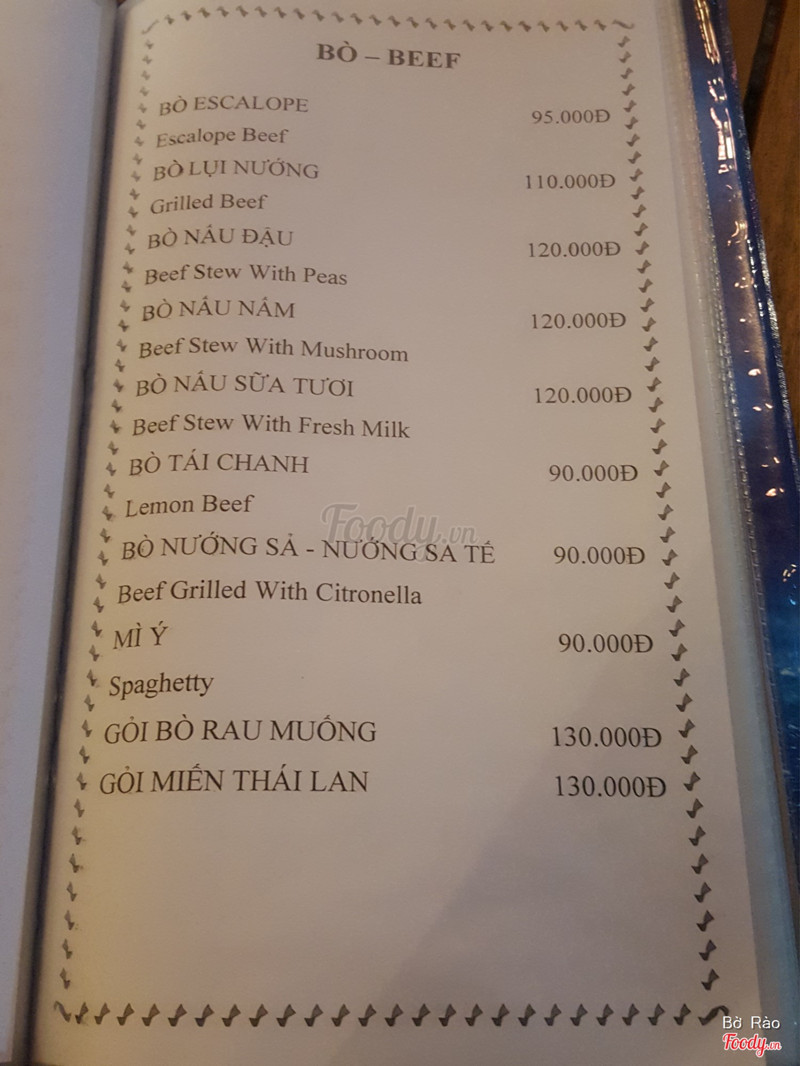 BÒ – BEEF
BÒ ESCALOPE 95.000Đ
Escalope Beef
BÒ LỤI NƯỚNG 110.000Đ
Grilled Beef
BÒ NẤU ĐẬU 120.000Đ
Beef Stew With Peas
BÒ NẤU NẤM 120.000Đ
Beef Stew With Mushroom
BÒ NẤU SỮA TƯƠI 120.000Đ
Beef Stew With Fresh Milk
BÒ TÁI CHANH 90.000Đ
Lemon Beef
BÒ NƯỚNG SẢ - NƯỚNG SA TẾ 90.000Đ
Beef Grilled With Citronella
MÌ Ý 90.000Đ
Spaghetty
GỎI BÒ RAU MUỐNG 130.000Đ
GỎI MIẾN THÁI LAN 130.000Đ
Foody.vn
Bờ Rào
Foody.vn